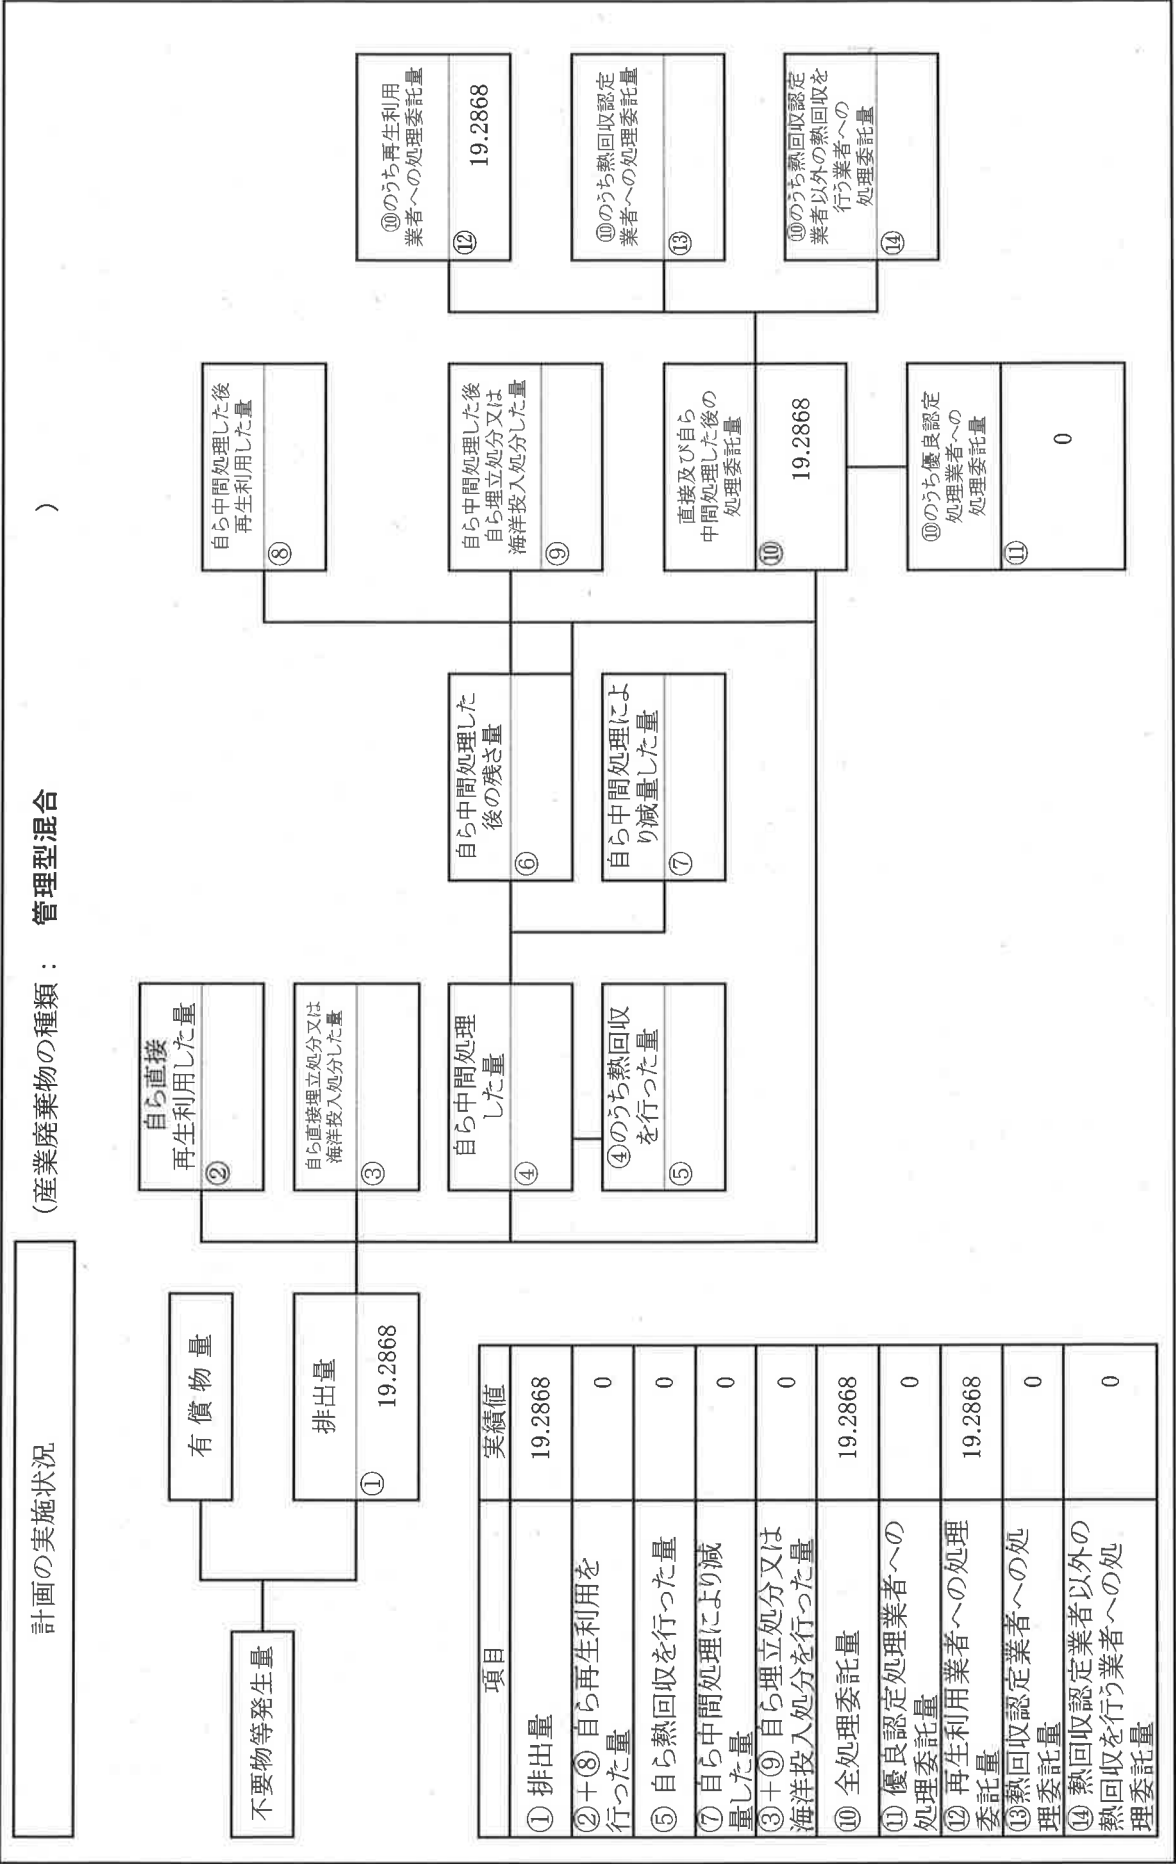 計画の実施状況
（産業廃棄物の種類： 管理型混合 ）
不要物等発生量
有 償 物 量
排出量
①
19.2868
自ら直接
再生利用した量
②
自ら直接埋立処分又は
海洋投入処分した量
③
自ら中間処理
した量
④
④のうち熱回収
を行った量
⑤
自ら中間処理した
後の残さ量
⑥
自ら中間処理によ
り減量した量
⑦
自ら中間処理した後
再生利用した量
⑧
自ら中間処理した後
自ら埋立処分又は
海洋投入処分した量
⑨
直接及び自ら
中間処理した後の
処理委託量
⑩
19.2868
⑩のうち優良認定
処理業者への
処理委託量
⑪
0
⑩のうち再生利用
業者への処理委託量
⑫
19.2868
⑩のうち熱回収認定
業者への処理委託量
⑬
⑩のうち熱回収認定
業者以外の熱回収を
行う業者への
処理委託量
⑭
項目 実績値
① 排出量 19.2868
②＋⑧ 自ら再生利用を
行った量 0
⑤ 自ら熱回収を行った量 0
⑦ 自ら中間処理により減
量した量 0
③＋⑨ 自ら埋立処分又は
海洋投入処分を行った量 0
⑩ 全処理委託量 19.2868
⑪ 優良認定処理業者への
処理委託量 0
⑫ 再生利用業者への処理
委託量 19.2868
⑬熱回収認定業者への処
理委託量 0
⑭ 熱回収認定業者以外の
熱回収を行う業者への処
理委託量 0